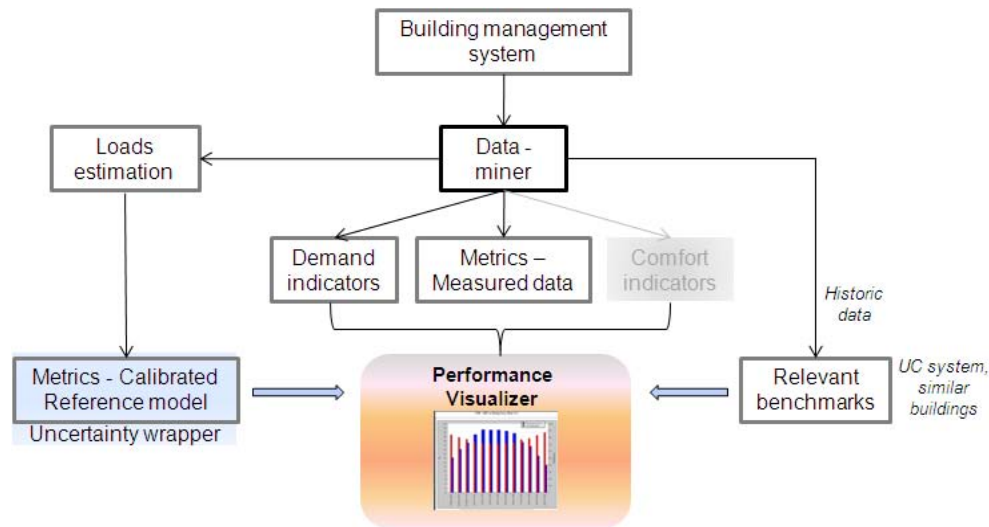 Building management
system
Loads
estimation
Data -
miner
Demand
indicators
Metrics –
Measured data
Comfort
indicators
Historic
data
Metrics - Calibrated
Reference model
Uncertainty wrapper
Performance
Visualizer
Relevant
benchmarks
UC system,
similar
buildings